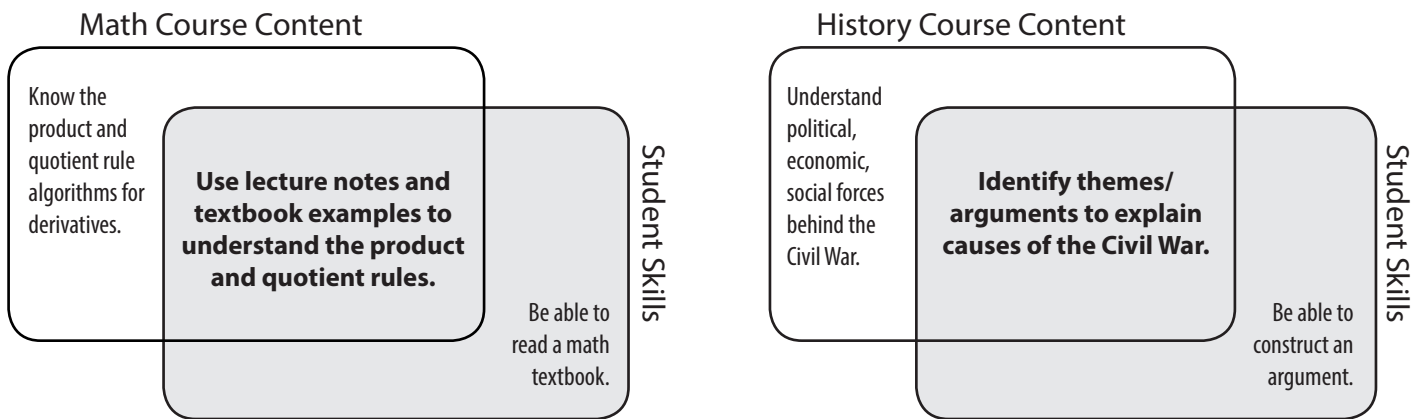 Math Course Content
Know the
product and
quotient rule
algorithms for
derivatives.
Use lecture notes and
textbook examples to
understand the product
and quotient rules.
Be able to
read a math
textbook.
Student Skills
History Course Content
Understand
political,
economic,
social forces
behind the
Civil War.
Identify themes/
arguments to explain
causes of the Civil War.
Be able to
construct an
argument.
Student Skills